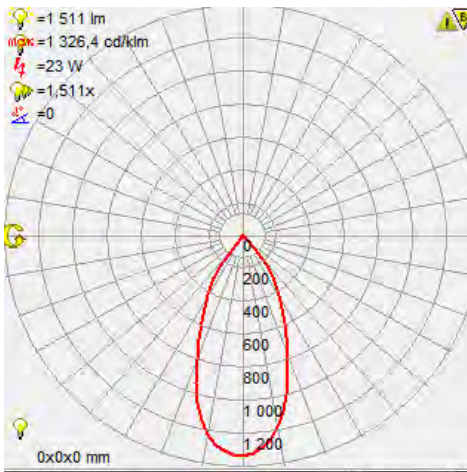 =1 511 lm
max =1 326,4 cd/klm
=23 W
=1,511x
=0
0
200
400
600
800
1 000
1 200
0x0x0 mm